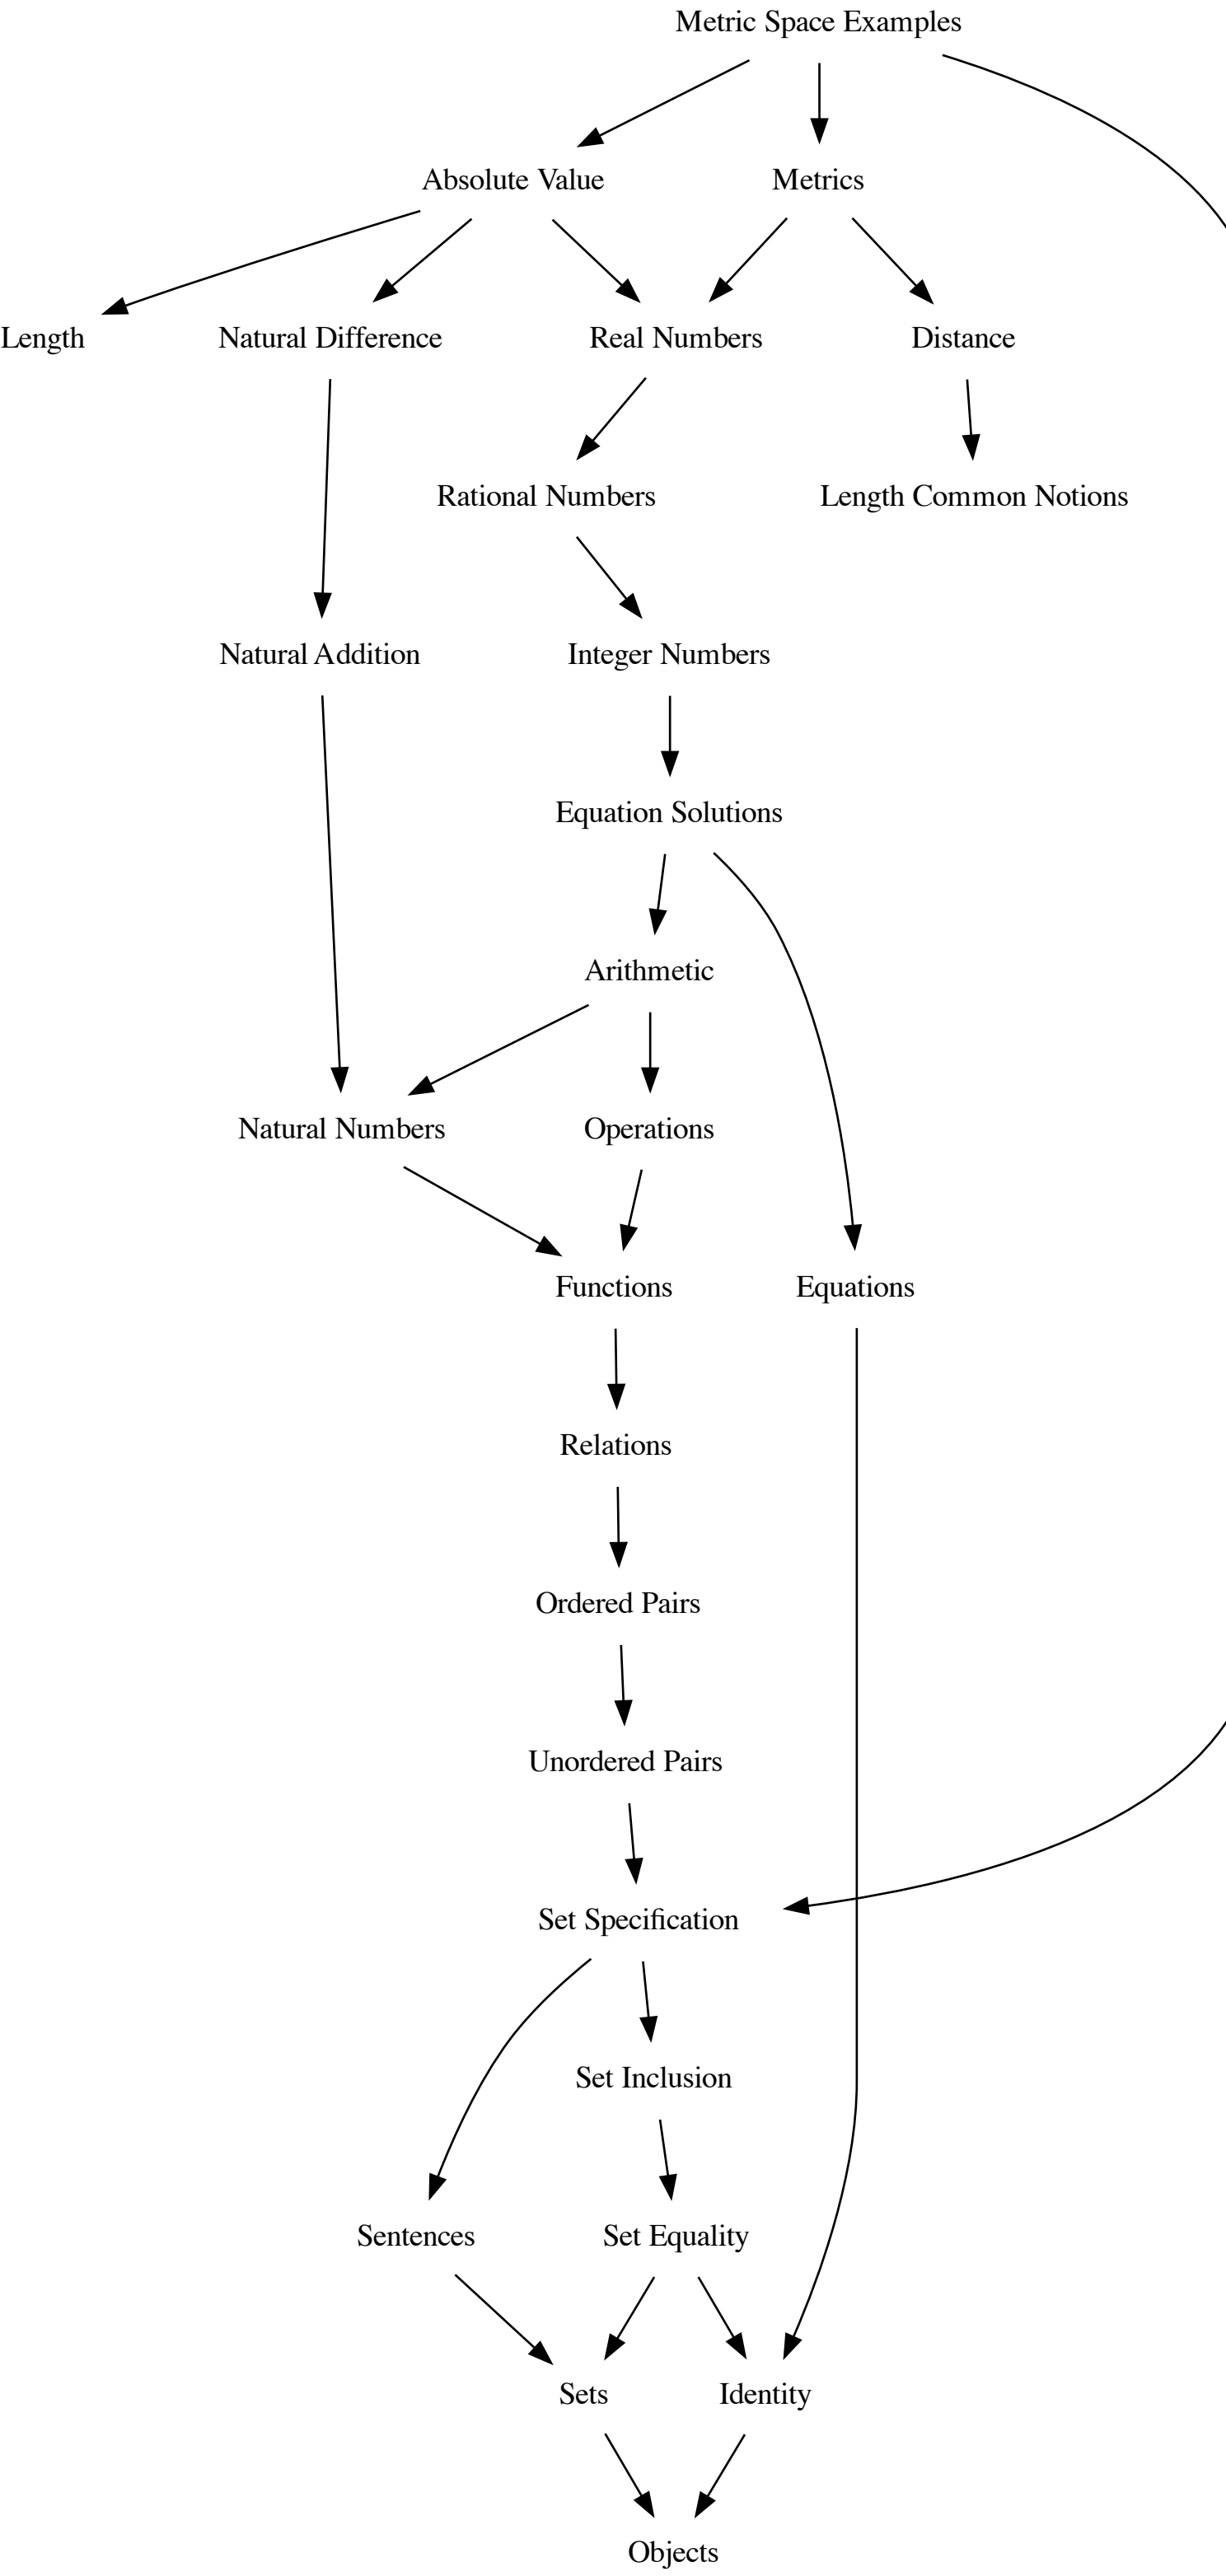 Metric Space Examples
Absolute Value
Metrics
Length
Natural Difference
Real Numbers
Distance
Rational Numbers
Length Common Notions
Natural Addition
Integer Numbers
Equation Solutions
Arithmetic
Natural Numbers
Operations
Functions
Equations
Relations
Ordered Pairs
Unordered Pairs
Set Specification
Set Inclusion
Sentences
Set Equality
Sets
Identity
Objects